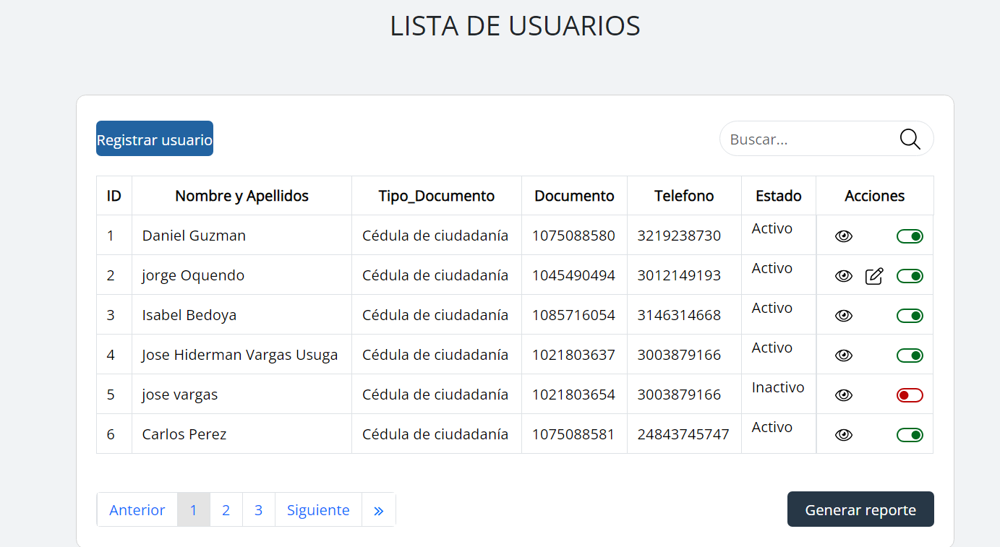 LISTA DE USUARIOS
Registrar usuario
Buscar...
ID Nombre y Apellidos Tipo_Documento Documento Telefono Estado Acciones
1 Daniel Guzman Cédula de ciudadanía 1075088580 3219238730 Activo
2 jorge Oquendo Cédula de ciudadanía 1045490494 3012149193 Activo
3 Isabel Bedoya Cédula de ciudadanía 1085716054 3146314668 Activo
4 Jose Hiderman Vargas Usuga Cédula de ciudadanía 1021803637 3003879166 Activo
5 jose vargas Cédula de ciudadanía 1021803654 3003879166 Inactivo
6 Carlos Perez Cédula de ciudadanía 1075088581 24843745747 Activo
Anterior 1 2 3 Siguiente »
Generar reporte